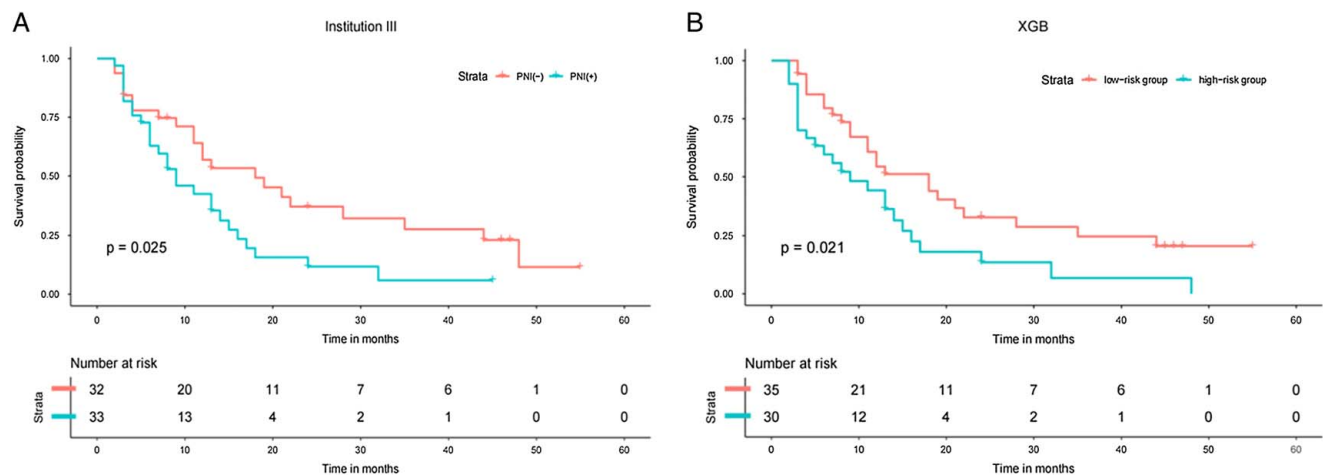 A
Institution III
Strata PNI(−) PNI(+)
Survival probability
1.00
0.75
0.50
0.25
0.00
p = 0.025
0 10 20 30 40 50 60
Time in months
Number at risk
Strata
32 20 11 7 6 1 0
33 13 4 2 1 0 0
0 10 20 30 40 50 60
Time in months
B
XGB
Strata low−risk group high−risk group
Survival probability
1.00
0.75
0.50
0.25
0.00
p = 0.021
0 10 20 30 40 50 60
Time in months
Number at risk
Strata
35 21 11 7 6 1 0
30 12 4 2 1 0 0
0 10 20 30 40 50 60
Time in months